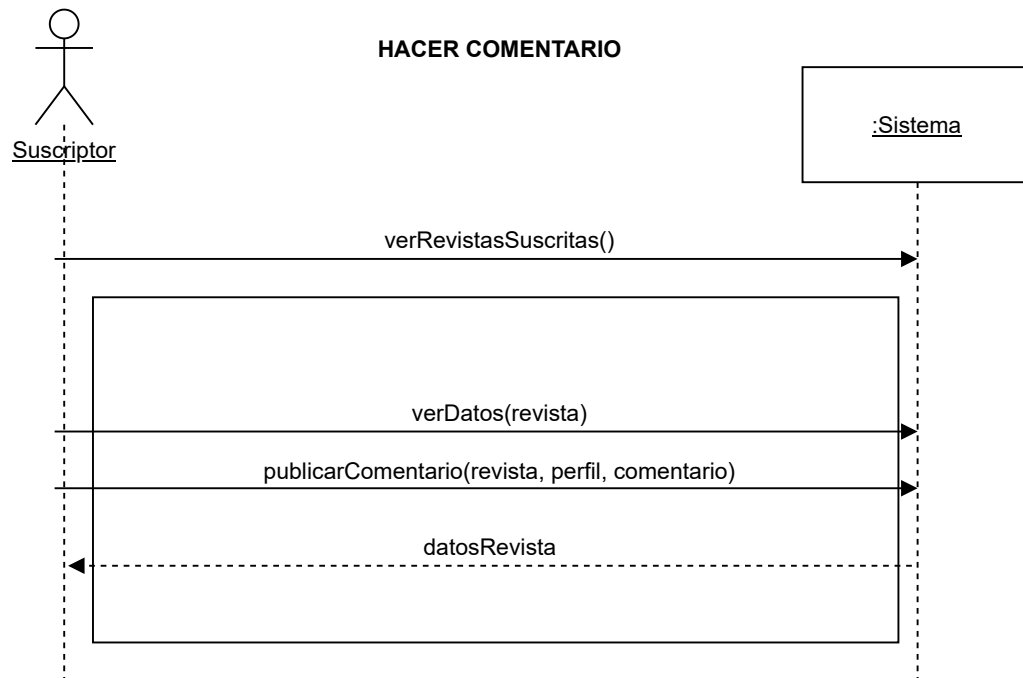 HACER COMENTARIO
:Sistema
Suscriptor
verRevistasSuscritas()
verDatos(revista)
publicarComentario(revista, perfil, comentario)
datosRevista